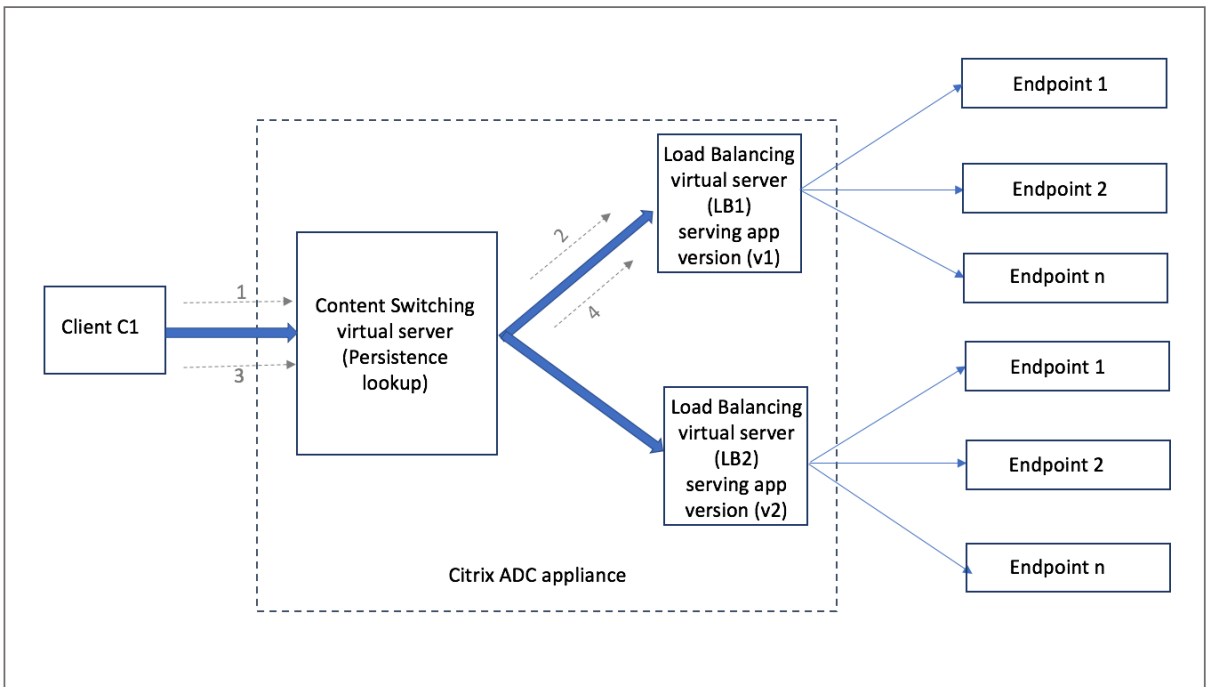 Client C1
1
3
Content Switching
virtual server
(Persistence
lookup)
2
4
Load Balancing
virtual server
(LB1)
serving app
version (v1)
Load Balancing
virtual server
(LB2)
serving app
version (v2)
Citrix ADC appliance
Endpoint 1
Endpoint 2
Endpoint n
Endpoint 1
Endpoint 2
Endpoint n